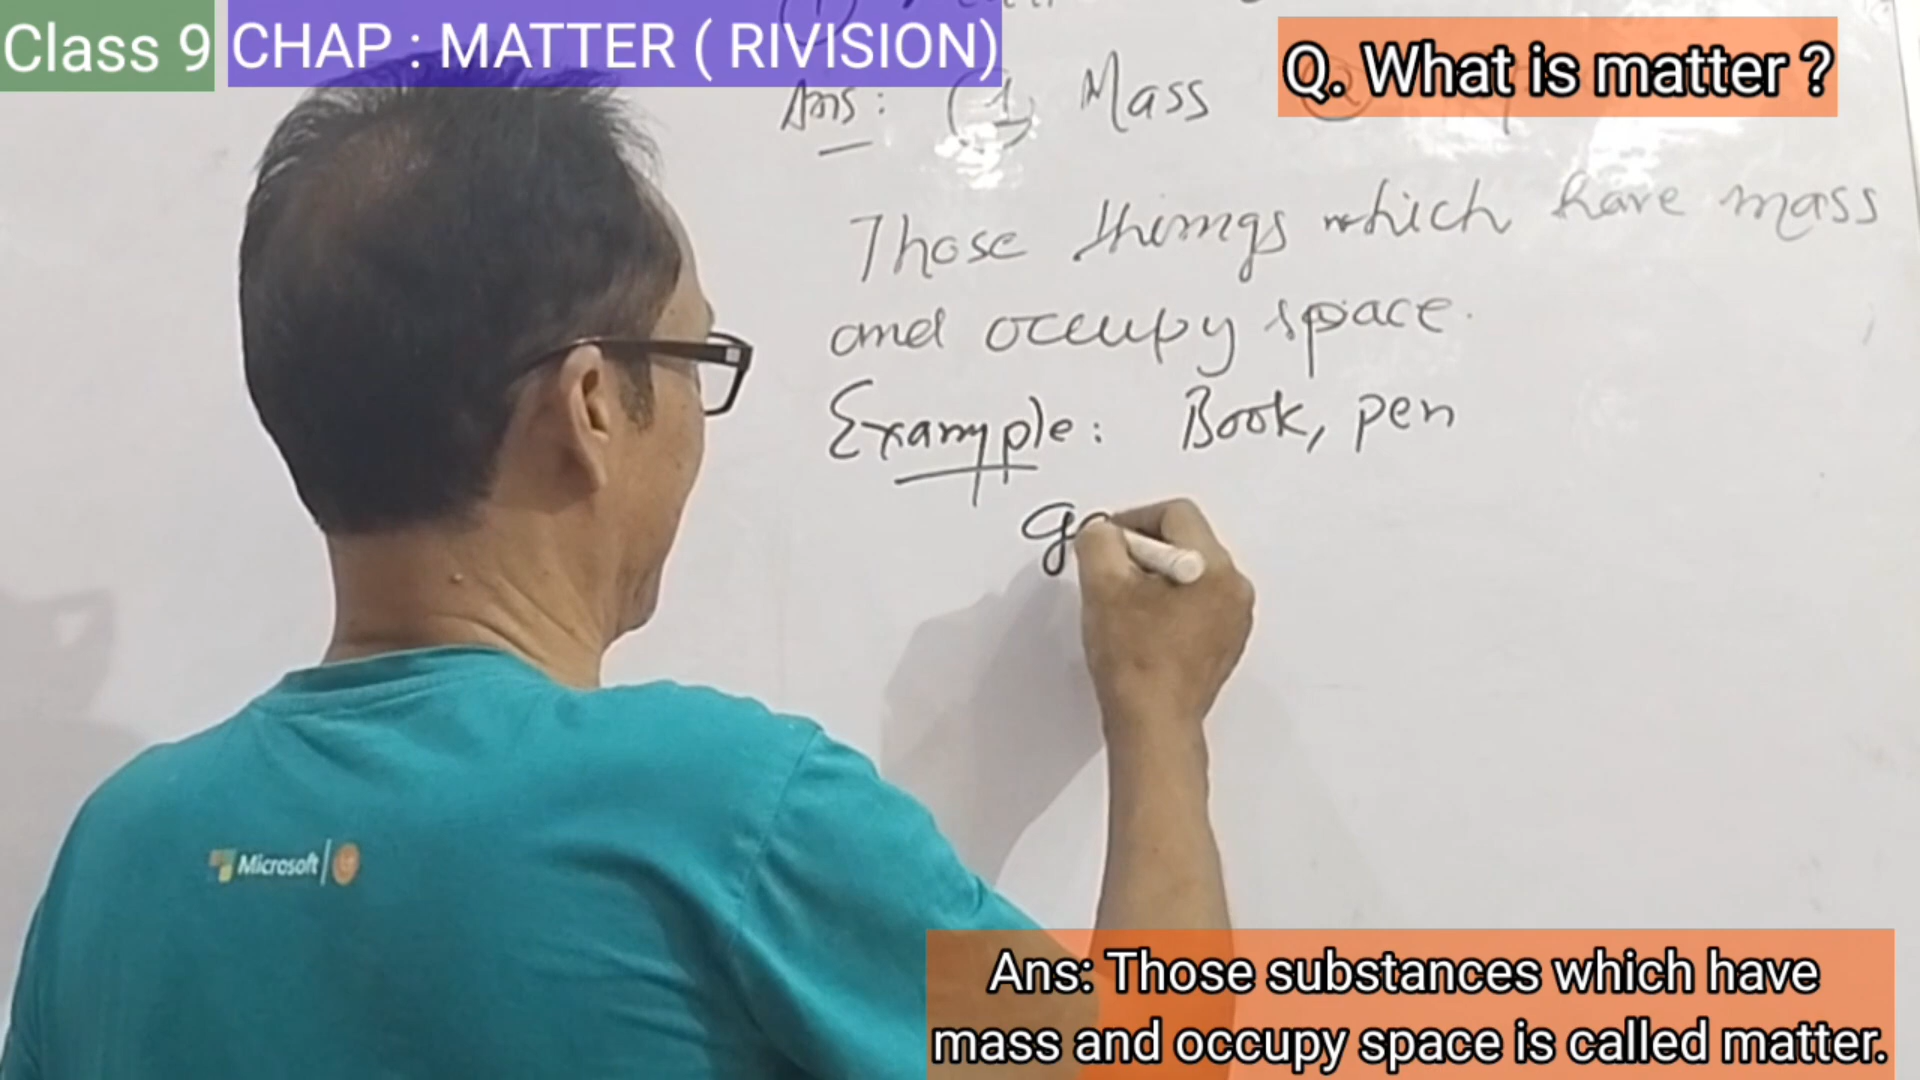 Class 9
CHAP : MATTER ( RIVISION)
Q. What is matter ?
Ans: (1) Mass
Those things which have mass
and occupy space.
Example: Book, pen
Microsoft
Ans: Those substances which have
mass and occupy space is called matter.